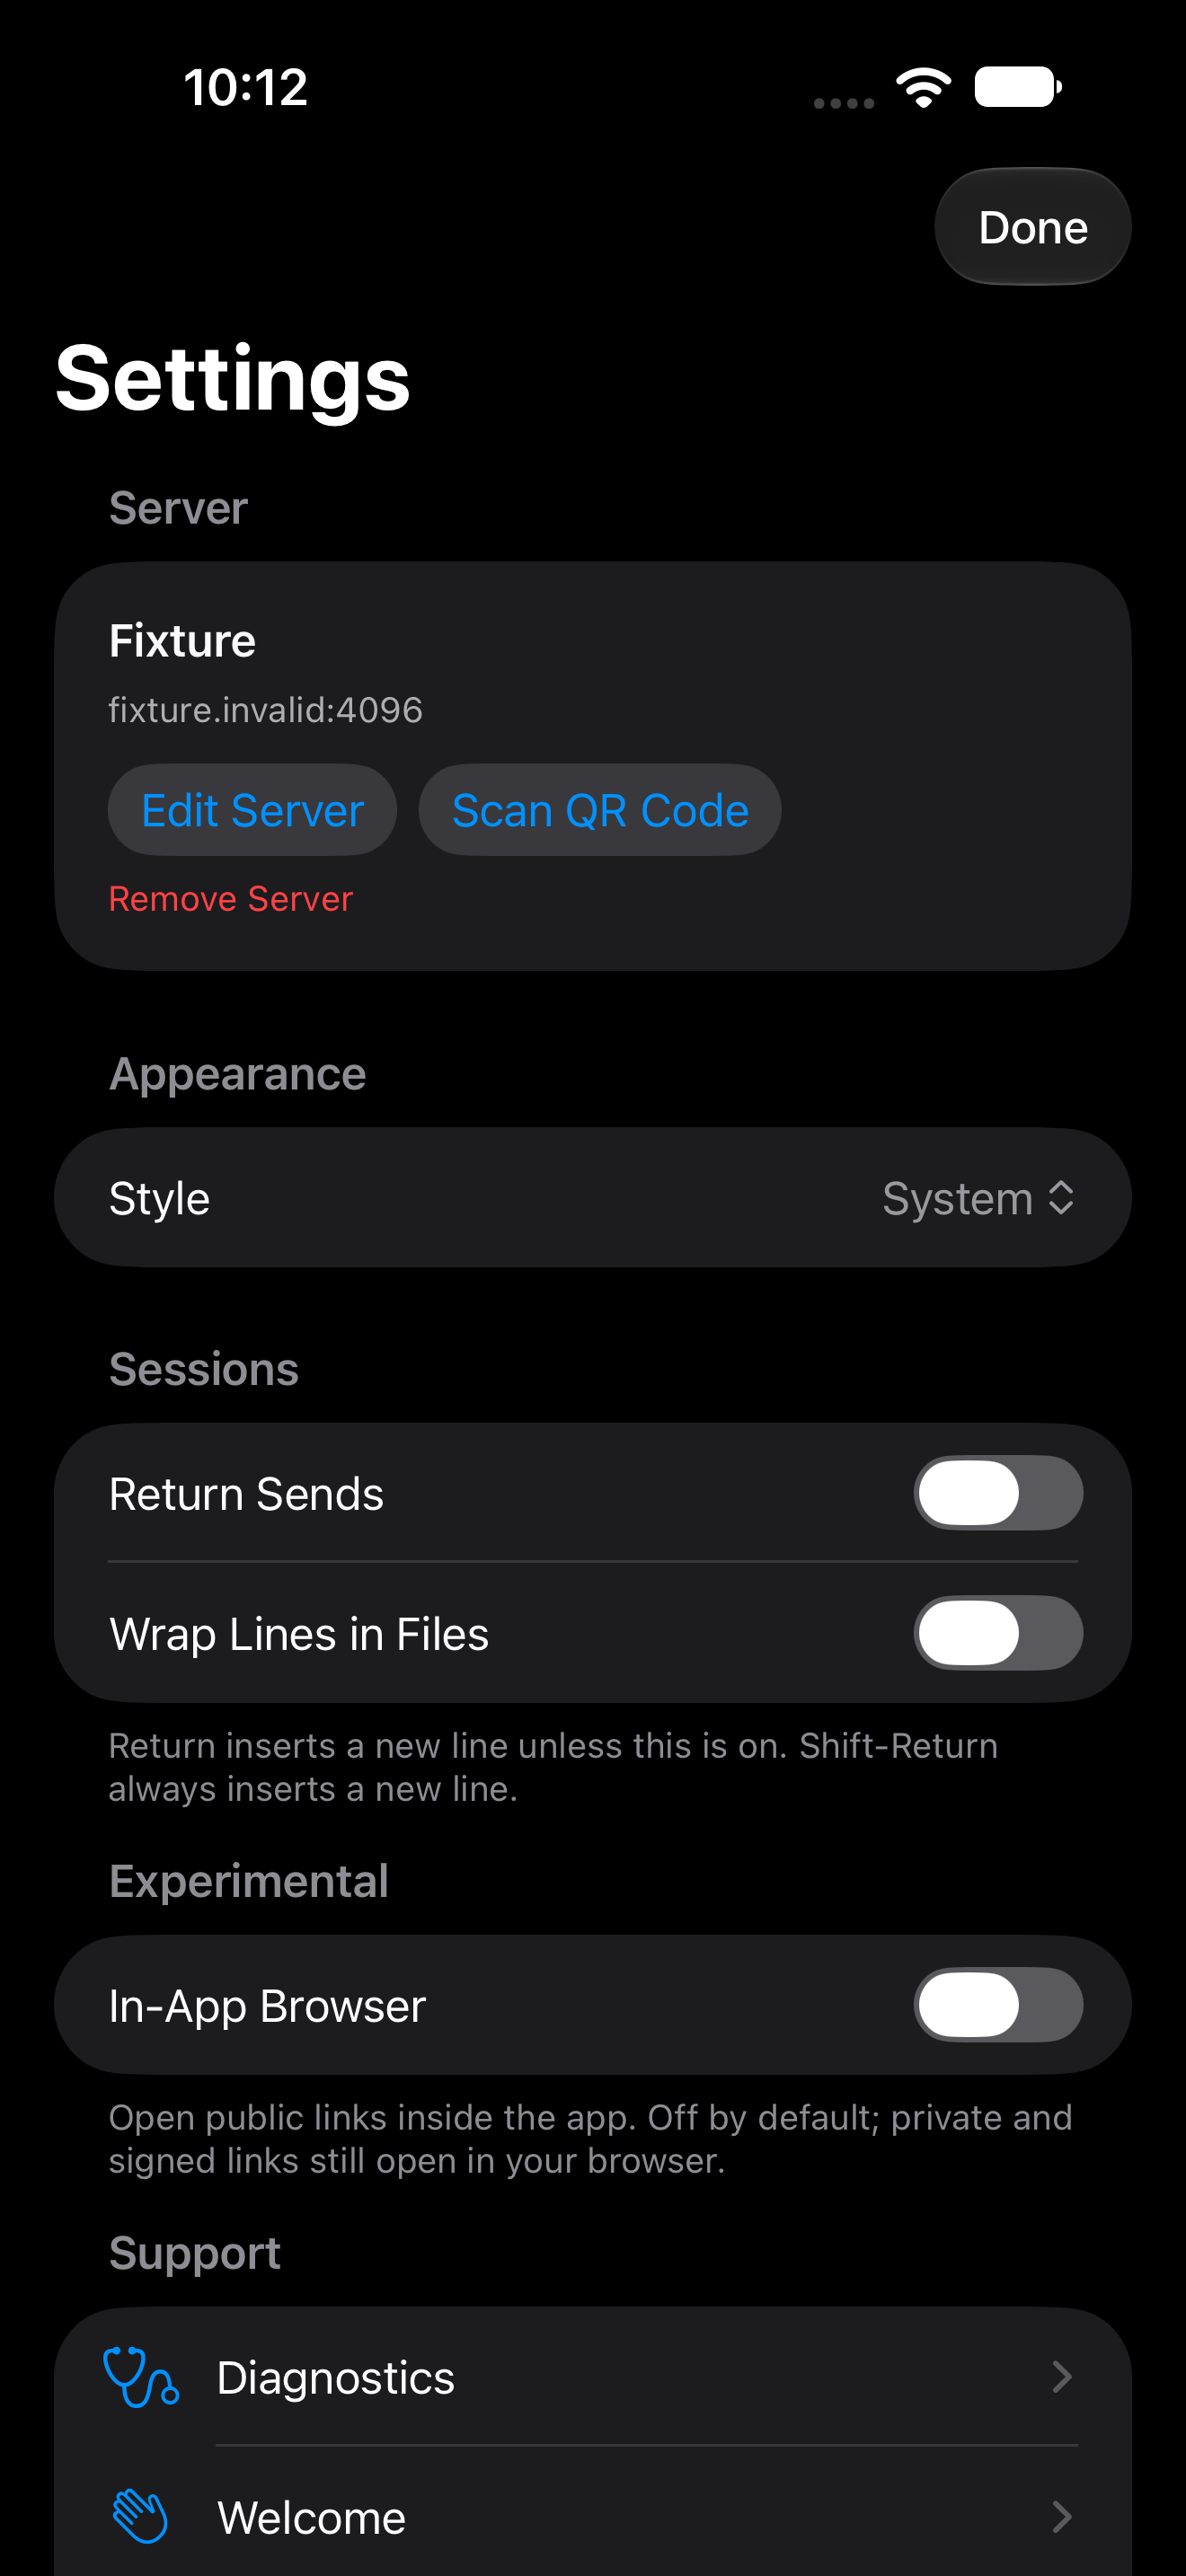 10:12
Done
Settings
Server
Fixture
fixture.invalid:4096
Edit Server Scan QR Code
Remove Server
Appearance
Style System
Sessions
Return Sends
Wrap Lines in Files
Return inserts a new line unless this is on. Shift-Return
always inserts a new line.
Experimental
In-App Browser
Open public links inside the app. Off by default; private and
signed links still open in your browser.
Support
Diagnostics
Welcome